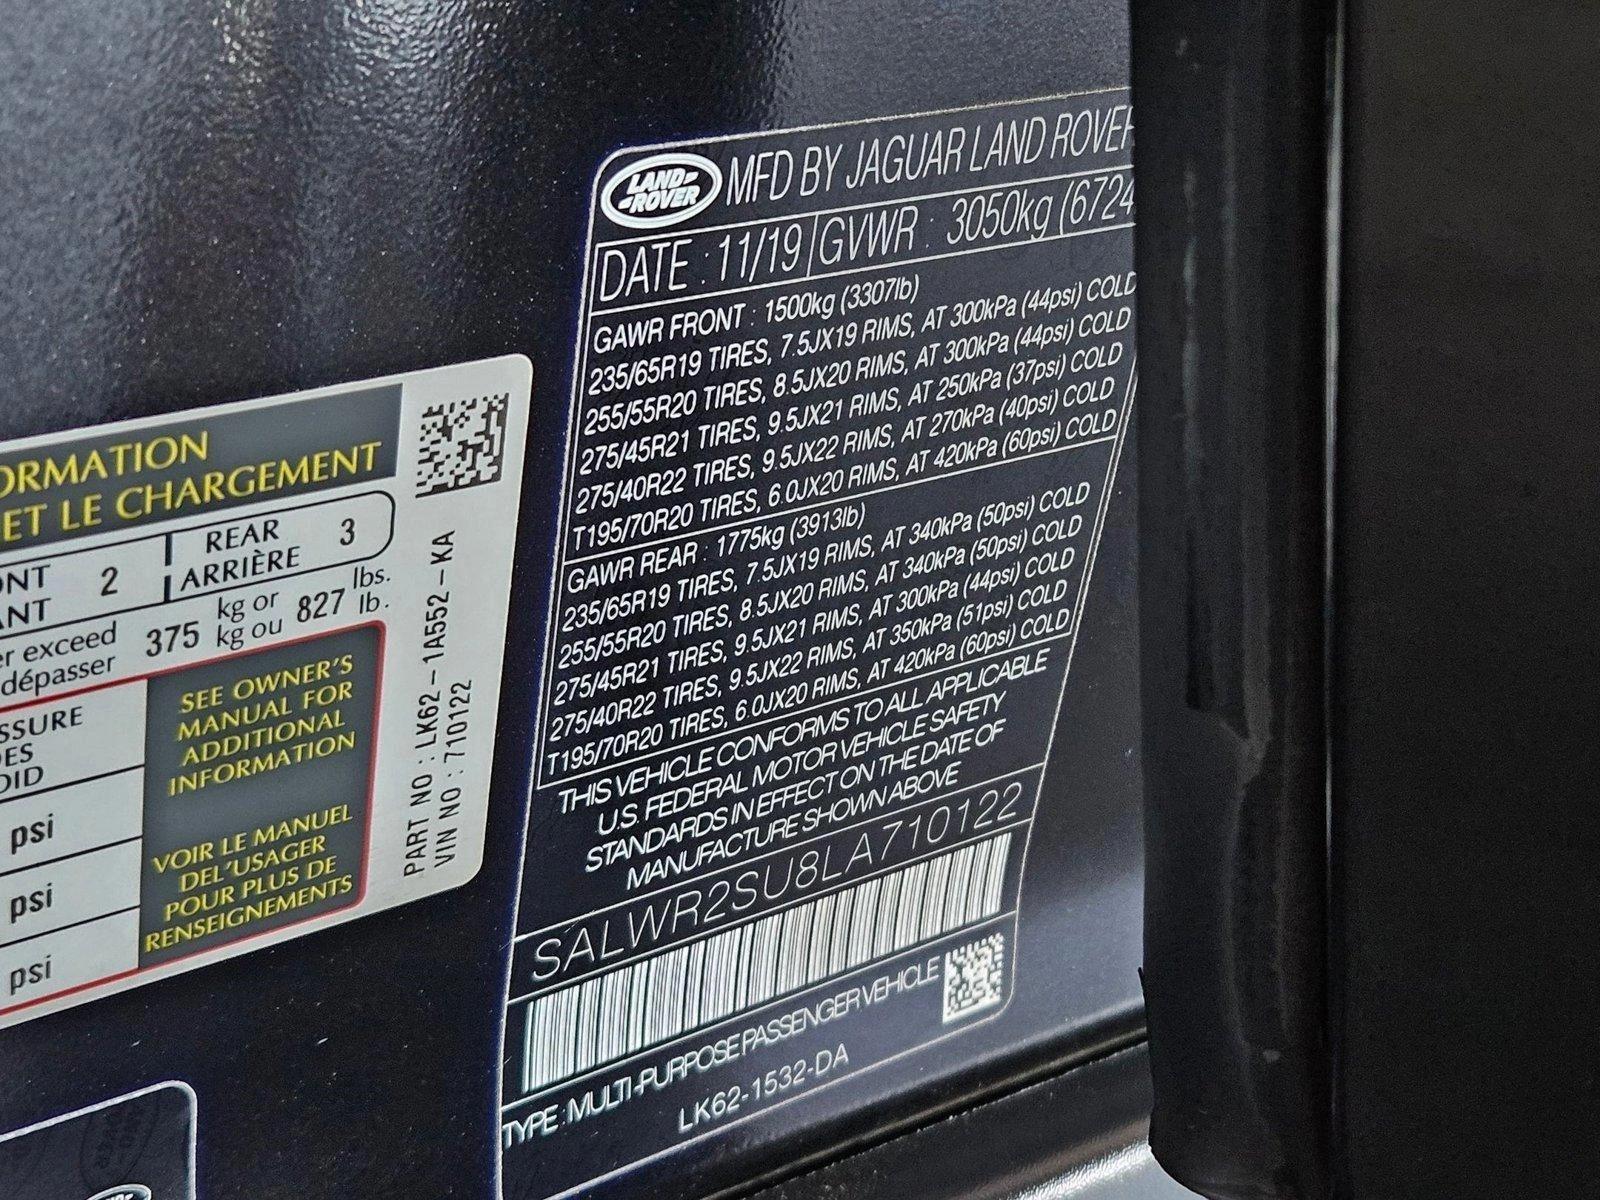 ORMATION
ET LE CHARGEMENT
REAR
2
ARRIÈRE
3
kg or
lbs.
375
kg ou
827
lb.
exceed
dépasser
SEE OWNER'S
MANUAL FOR
ADDITIONAL
INFORMATION
VOIR LE MANUEL
DEL'USAGER
POUR PLUS DE
RENSEIGNEMENTS
psi
psi
psi
PART NO : LK62-1A552-KA
VIN NO : 710122
LAND-
-ROVER
MFD BY JAGUAR LAND ROVER
DATE : 11/19 GVWR : 3050kg (6724
GAWR FRONT : 1500kg (3307lb)
235/65R19 TIRES, 7.5JX19 RIMS, AT 300kPa (44psi) COLD
255/55R20 TIRES, 8.5JX20 RIMS, AT 300kPa (44psi) COLD
275/45R21 TIRES, 9.5JX21 RIMS, AT 250kPa (37psi) COLD
275/40R22 TIRES, 9.5JX22 RIMS, AT 270kPa (40psi) COLD
T195/70R20 TIRES, 6.0JX20 RIMS, AT 420kPa (60psi) COLD
GAWR REAR : 1775kg (3913lb)
235/65R19 TIRES, 7.5JX19 RIMS, AT 340kPa (50psi) COLD
255/55R20 TIRES, 8.5JX20 RIMS, AT 340kPa (50psi) COLD
275/45R21 TIRES, 9.5JX21 RIMS, AT 300kPa (44psi) COLD
275/40R22 TIRES, 9.5JX22 RIMS, AT 350kPa (51psi) COLD
T195/70R20 TIRES, 6.0JX20 RIMS, AT 420kPa (60psi) COLD
THIS VEHICLE CONFORMS TO ALL APPLICABLE
U.S. FEDERAL MOTOR VEHICLE SAFETY
STANDARDS IN EFFECT ON THE DATE OF
MANUFACTURE SHOWN ABOVE
SALWR2SU8LA710122
TYPE : MULTI-PURPOSE PASSENGER VEHICLE
LK62-1532-DA